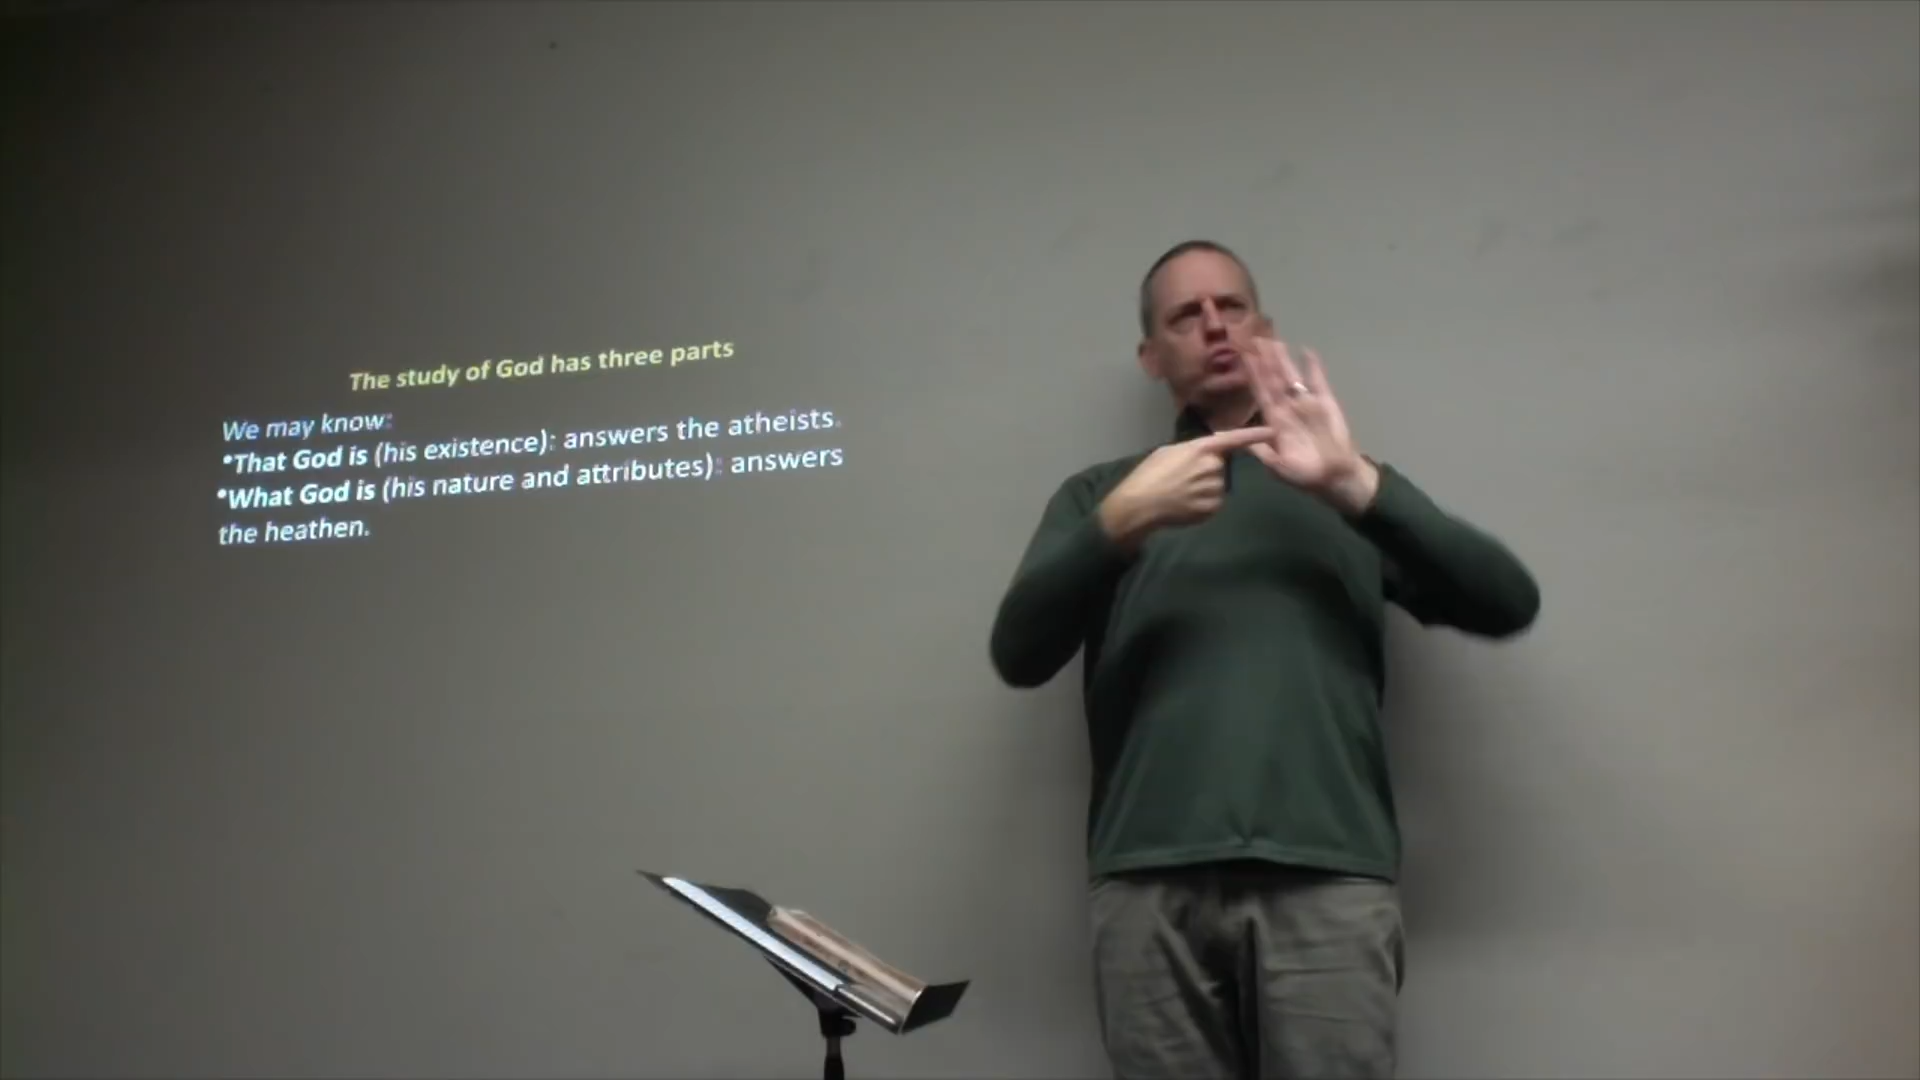 The study of God has three parts
We may know:
•That God is (his existence): answers the atheists.
•What God is (his nature and attributes): answers
the heathen.